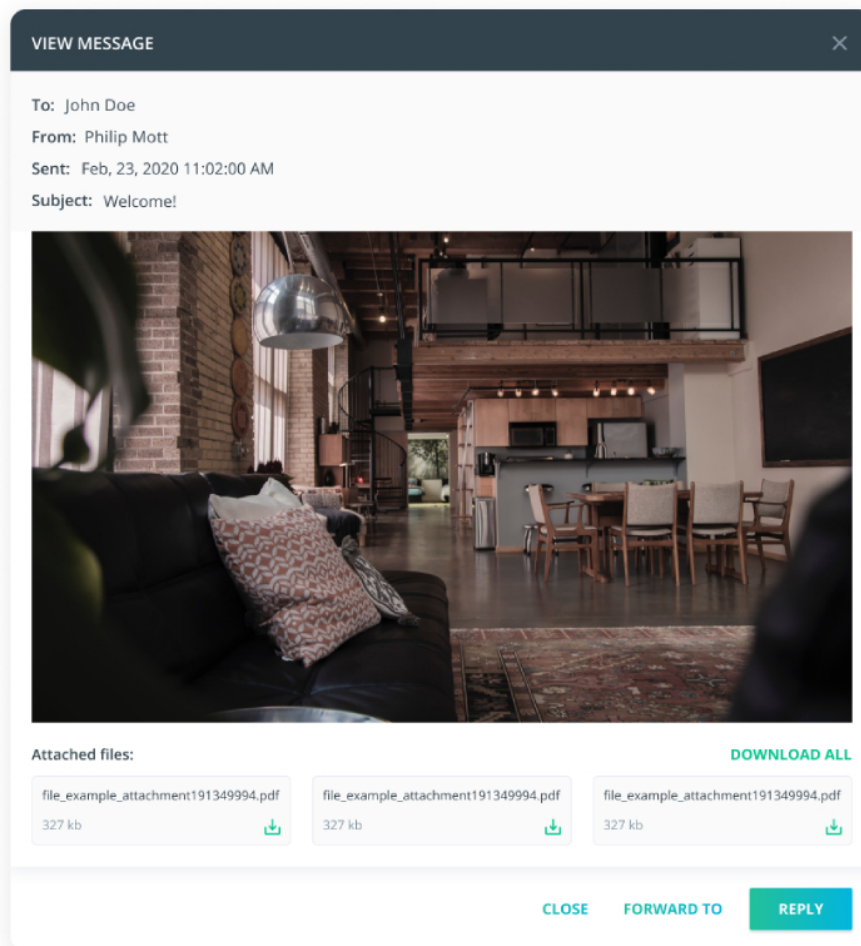 VIEW MESSAGE
To: John Doe
From: Philip Mott
Sent: Feb, 23, 2020 11:02:00 AM
Subject: Welcome!
Attached files:
DOWNLOAD ALL
file_example_attachment191349994.pdf
327 kb
file_example_attachment191349994.pdf
327 kb
file_example_attachment191349994.pdf
327 kb
CLOSE
FORWARD TO
REPLY